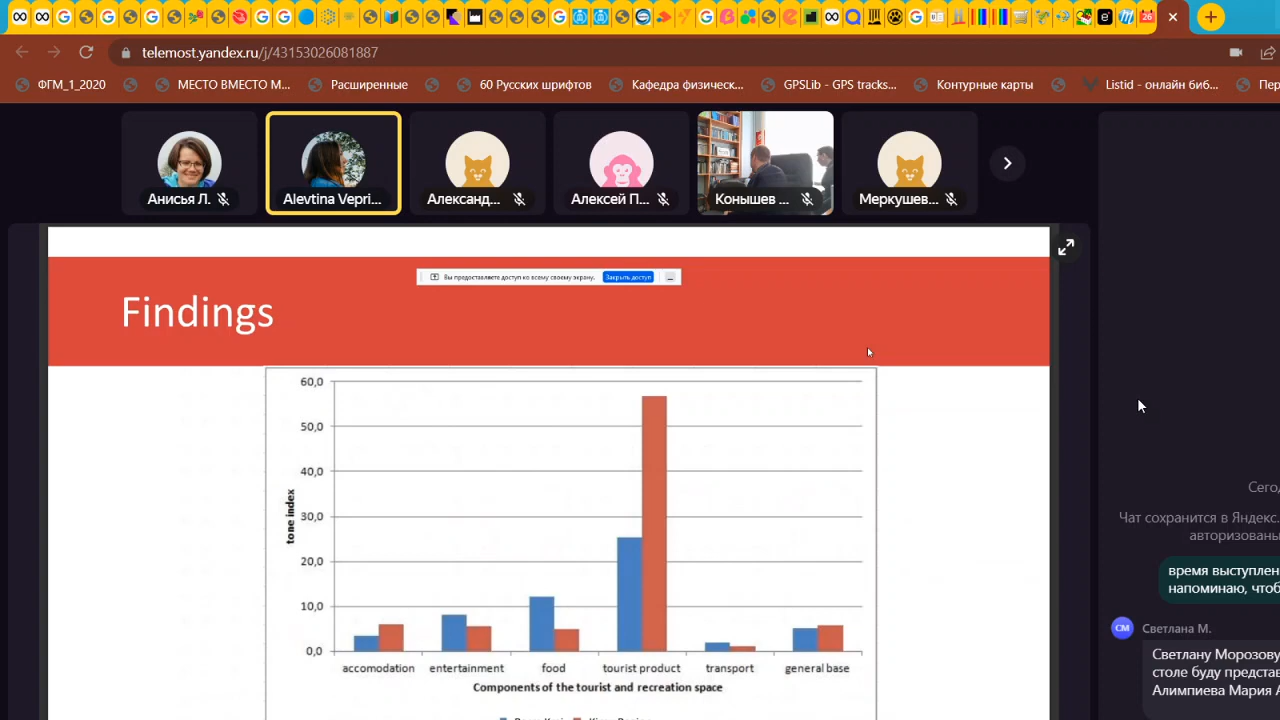 26
telemost.yandex.ru/j/43153026081887
ФГМ_1_2020
МЕСТО ВМЕСТО М...
Расширенные
60 Русских шрифтов
Кафедра физическ...
GPSLib - GPS tracks...
Контурные карты
Listid - онлайн биб...
Пер
Анисья Л.
Alevtina Vepri...
Александ...
Алексей П...
Конышев ...
Меркушев...
Вы предоставляете доступ ко всему своему экрану.
Закрыть доступ
Findings
60,0
50,0
40,0
30,0
20,0
10,0
0,0
tone index
accomodation
entertainment
food
tourist product
transport
general base
Components of the tourist and recreation space
Сего
Чат сохранится в Яндекс.
авторизованы
время выступлен
напоминаю, чтоб
СМ
Светлана М.
Светлану Морозову
столе буду представ
Алимпиева Мария А